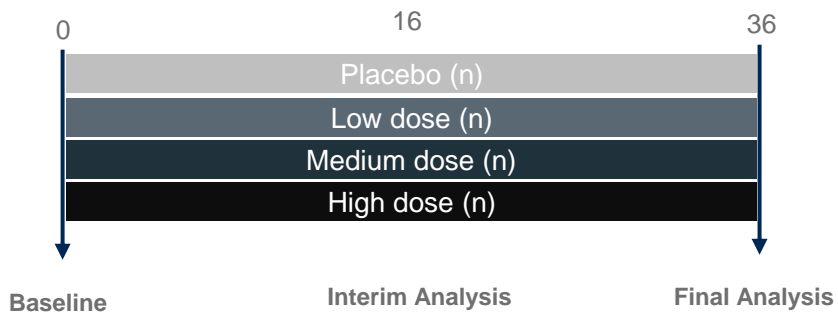 0 16 36
Placebo (n)
Low dose (n)
Medium dose (n)
High dose (n)
Baseline Interim Analysis Final Analysis